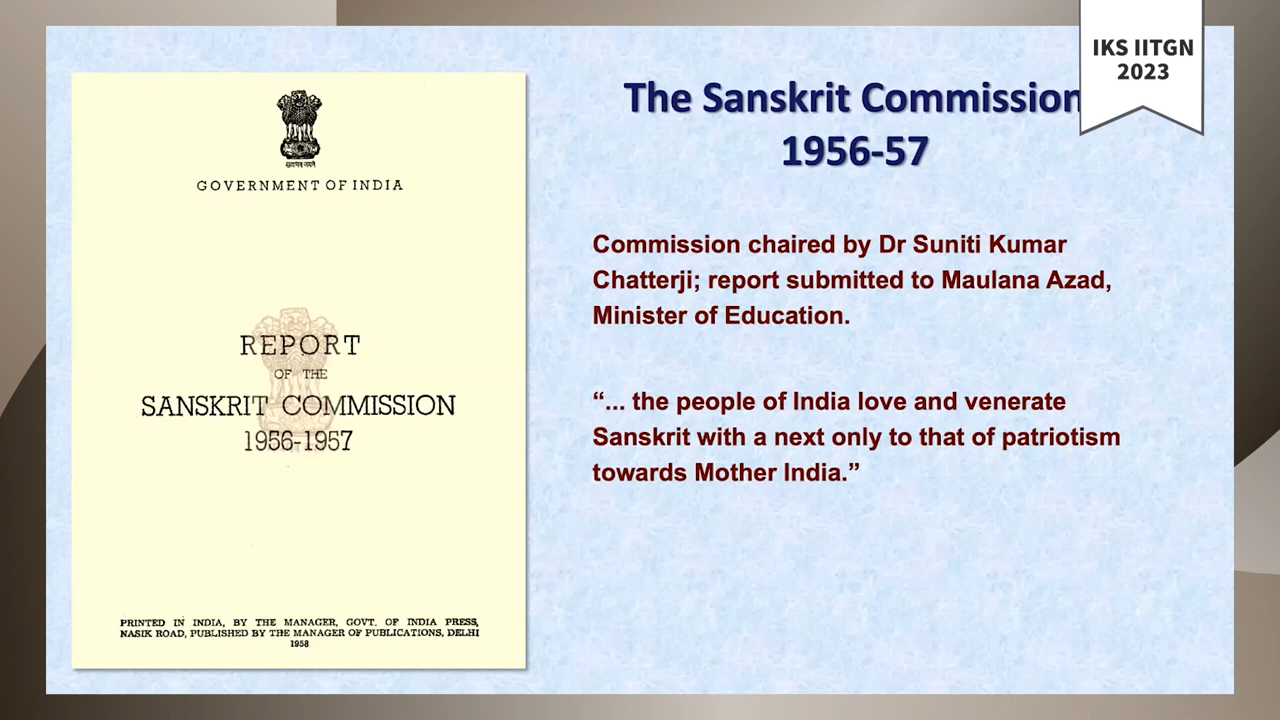 GOVERNMENT OF INDIA
REPORT
OF THE
SANSKRIT COMMISSION
1956-1957
PRINTED IN INDIA, BY THE MANAGER, GOVT. OF INDIA PRESS,
NASIK ROAD, PUBLISHED BY THE MANAGER OF PUBLICATIONS, DELHI
1958
IKS IITGN
2023
The Sanskrit Commission
1956-57
Commission chaired by Dr Suniti Kumar
Chatterji; report submitted to Maulana Azad,
Minister of Education.
“... the people of India love and venerate
Sanskrit with a next only to that of patriotism
towards Mother India.”